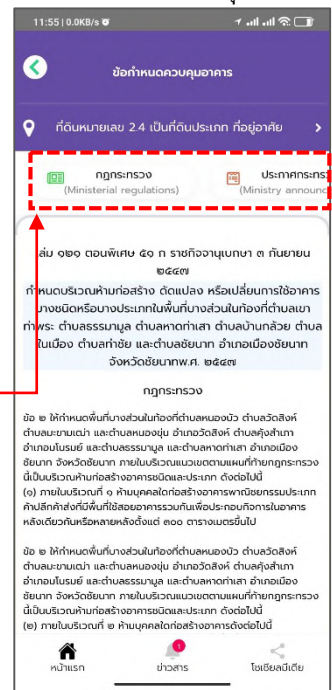 11:55 | 0.0KB/s
ข้อกำหนดควบคุมอาคาร
ที่ดินหมายเลข 2.4 เป็นที่ดินประเภท ที่อยู่อาศัย
กฎกระทรวง
(Ministerial regulations)
ประกาศกระทร
(Ministry announc
ล่ม ๑๒๑ ตอนพิเศษ ๕๑ ก ราชกิจจานุเบกษา ๓ กันยายน
๒๕๔๗
กำหนดบริเวณห้ามก่อสร้าง ดัดแปลง หรือเปลี่ยนการใช้อาคาร
บางชนิดหรือบางประเภทในพื้นที่บางส่วนในท้องที่ตำบลเขา
ท่าพระ ตำบลธรรมามูล ตำบลหาดท่าเสา ตำบลบ้านกล้วย ตำบล
ในเมือง ตำบลท่าชัย และตำบลชัยนาท อำเภอเมืองชัยนาท
จังหวัดชัยนาทพ.ศ. ๒๕๔๗
กฎกระทรวง
ข้อ ๒ ให้กำหนดพื้นที่บางส่วนในท้องที่ตำบลหนองบัว ตำบลวัดสิงห์
ตำบลมะขามเฒ่า และตำบลหนองขุ่น อำเภอวัดสิงห์ ตำบลคุ้งสำเภา
อำเภอมโนรมย์ และตำบลธรรมามูล และตำบลหาดท่าเสา อำเภอเมือง
ชัยนาท จังหวัดชัยนาท ภายในบริเวณแนวเขตตามแผนที่ท้ายกฎกระทรวง
นี้เป็นบริเวณห้ามก่อสร้างอาคารชนิดและประเภท ดังต่อไปนี้
(๑) ภายในบริเวณที่ ๑ ห้ามบุคคลใดก่อสร้างอาคารพาณิชยกรรมประเภท
ค้าปลีกค้าส่งที่มีพื้นที่ใช้สอยอาคารรวมกันเพื่อประกอบกิจการในอาคาร
หลังเดียวกันหรือหลายหลังตั้งแต่ ๓๐๐ ตารางเมตรขึ้นไป
ข้อ ๒ ให้กำหนดพื้นที่บางส่วนในท้องที่ตำบลหนองบัว ตำบลวัดสิงห์
ตำบลมะขามเฒ่า และตำบลหนองขุ่น อำเภอวัดสิงห์ ตำบลคุ้งสำเภา
อำเภอมโนรมย์ และตำบลธรรมามูล และตำบลหาดท่าเสา อำเภอเมือง
ชัยนาท จังหวัดชัยนาท ภายในบริเวณแนวเขตตามแผนที่ท้ายกฎกระทรวง
นี้เป็นบริเวณห้ามก่อสร้างอาคารชนิดและประเภท ดังต่อไปนี้
(๒) ภายในบริเวณที่ ๒ ห้ามบุคคลใดก่อสร้างอาคารดังต่อไปนี้
1
หน้าแรก
ข่าวสาร
โซเชียลมีเดีย